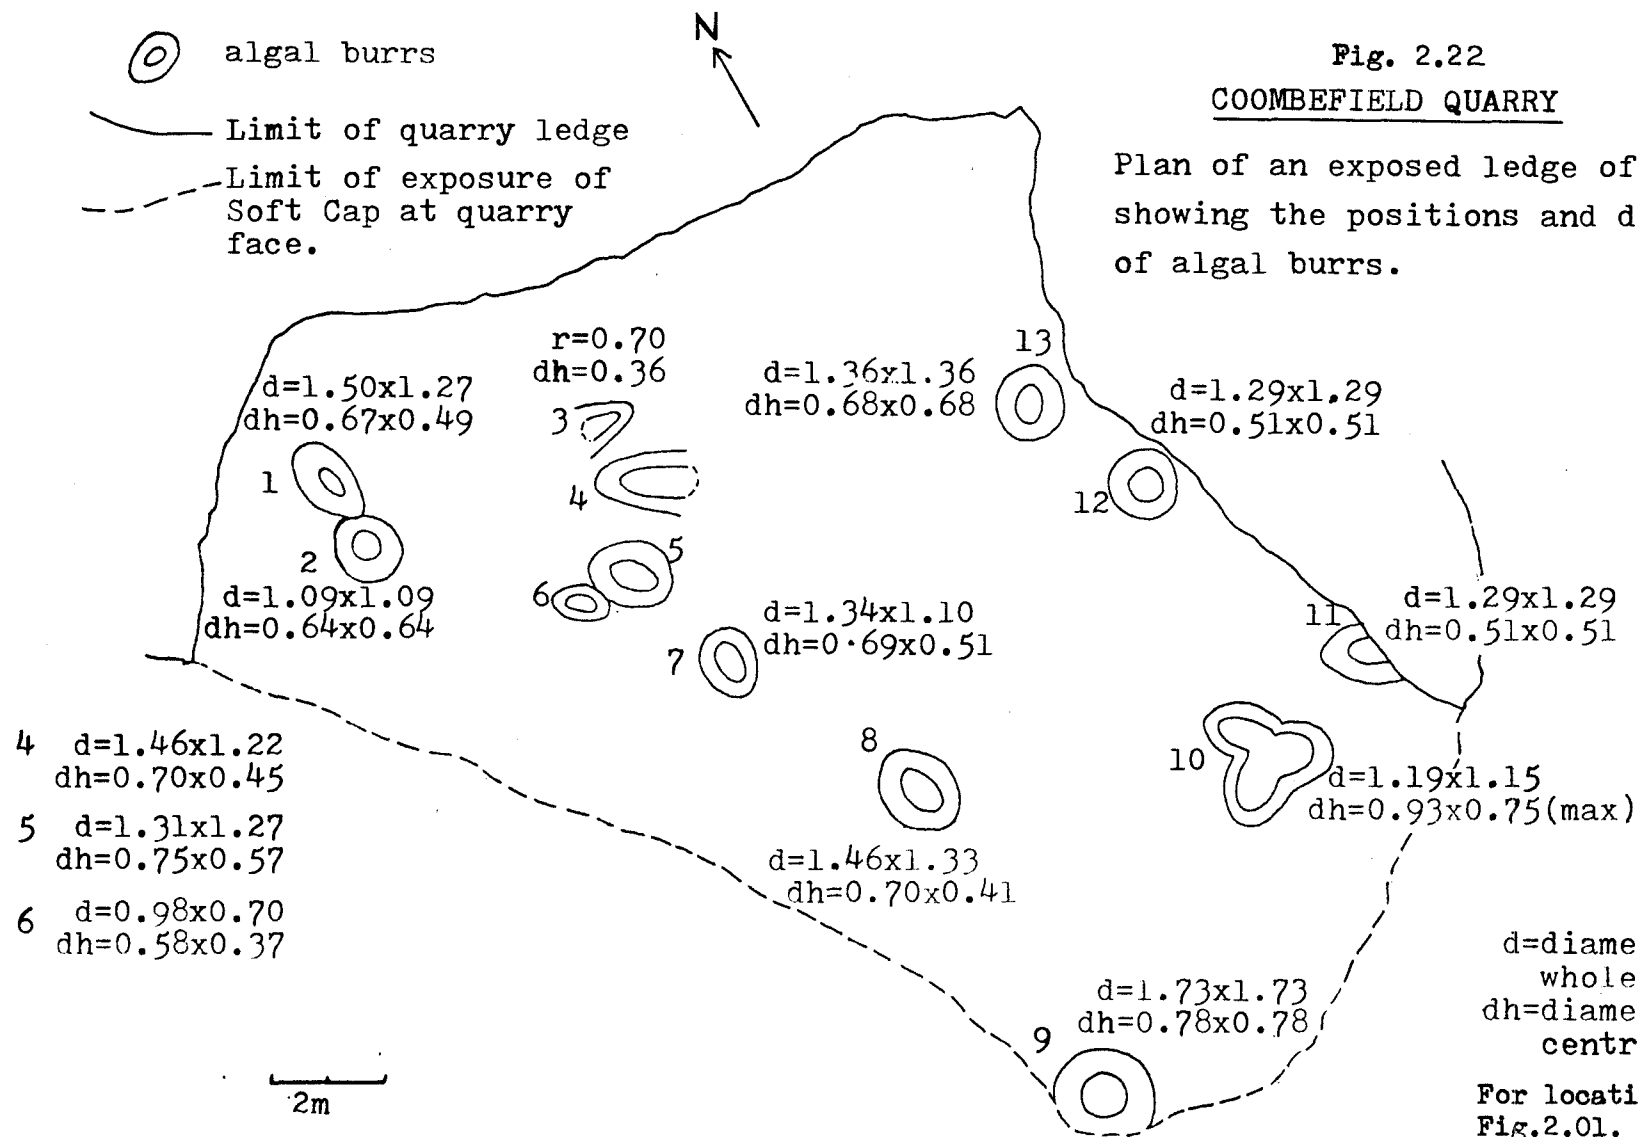 algal burrs
Limit of quarry ledge
Limit of exposure of
Soft Cap at quarry
face.
N
Fig. 2.22
COOMBEFIELD QUARRY
Plan of an exposed ledge of
showing the positions and d
of algal burrs.
r=0.70
dh=0.36
3
d=1.50x1.27
dh=0.67x0.49
1
2
d=1.09x1.09
dh=0.64x0.64
4
5
6
d=1.36x1.36
dh=0.68x0.68
13
d=1.29x1.29
dh=0.51x0.51
12
7
d=1.34x1.10
dh=0.69x0.51
11
d=1.29x1.29
dh=0.51x0.51
8
d=1.46x1.33
dh=0.70x0.41
10
d=1.19x1.15
dh=0.93x0.75(max)
9
d=1.73x1.73
dh=0.78x0.78
4 d=1.46x1.22
dh=0.70x0.45
5 d=1.31x1.27
dh=0.75x0.57
6 d=0.98x0.70
dh=0.58x0.37
2m
d=diame
whole
dh=diame
centr
For locati
Fig.2.01.